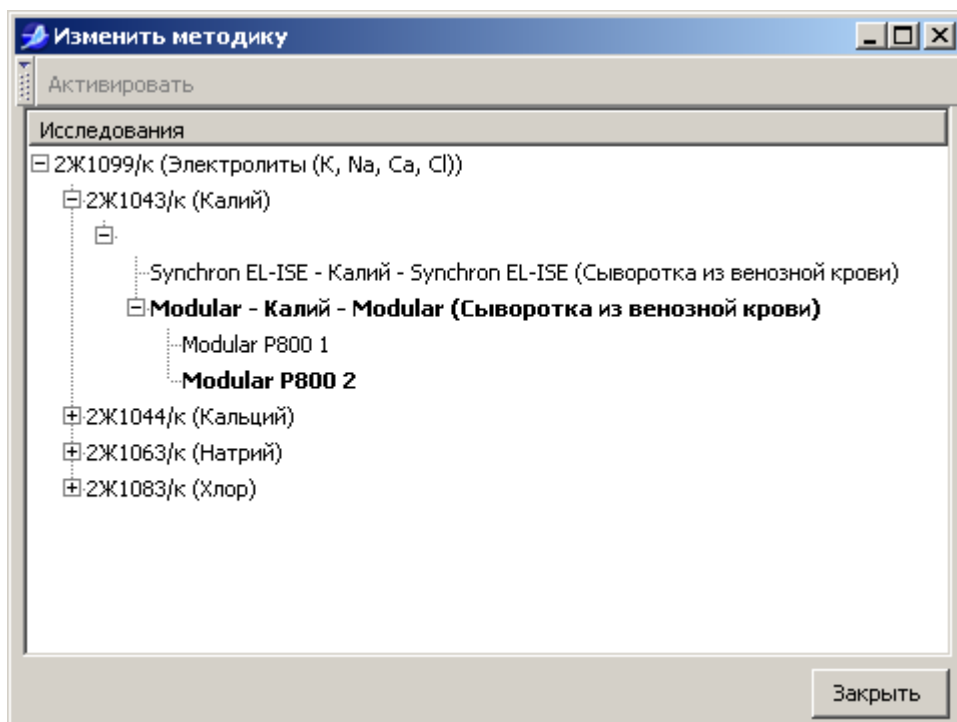 Изменить методику
Активировать
Исследования
2Ж1099/к (Электролиты (K, Na, Ca, Cl))
2Ж1043/к (Калий)
Synchron EL-ISE - Калий - Synchron EL-ISE (Сыворотка из венозной крови)
Modular - Калий - Modular (Сыворотка из венозной крови)
Modular P800 1
Modular P800 2
2Ж1044/к (Кальций)
2Ж1063/к (Натрий)
2Ж1083/к (Хлор)
Закрыть